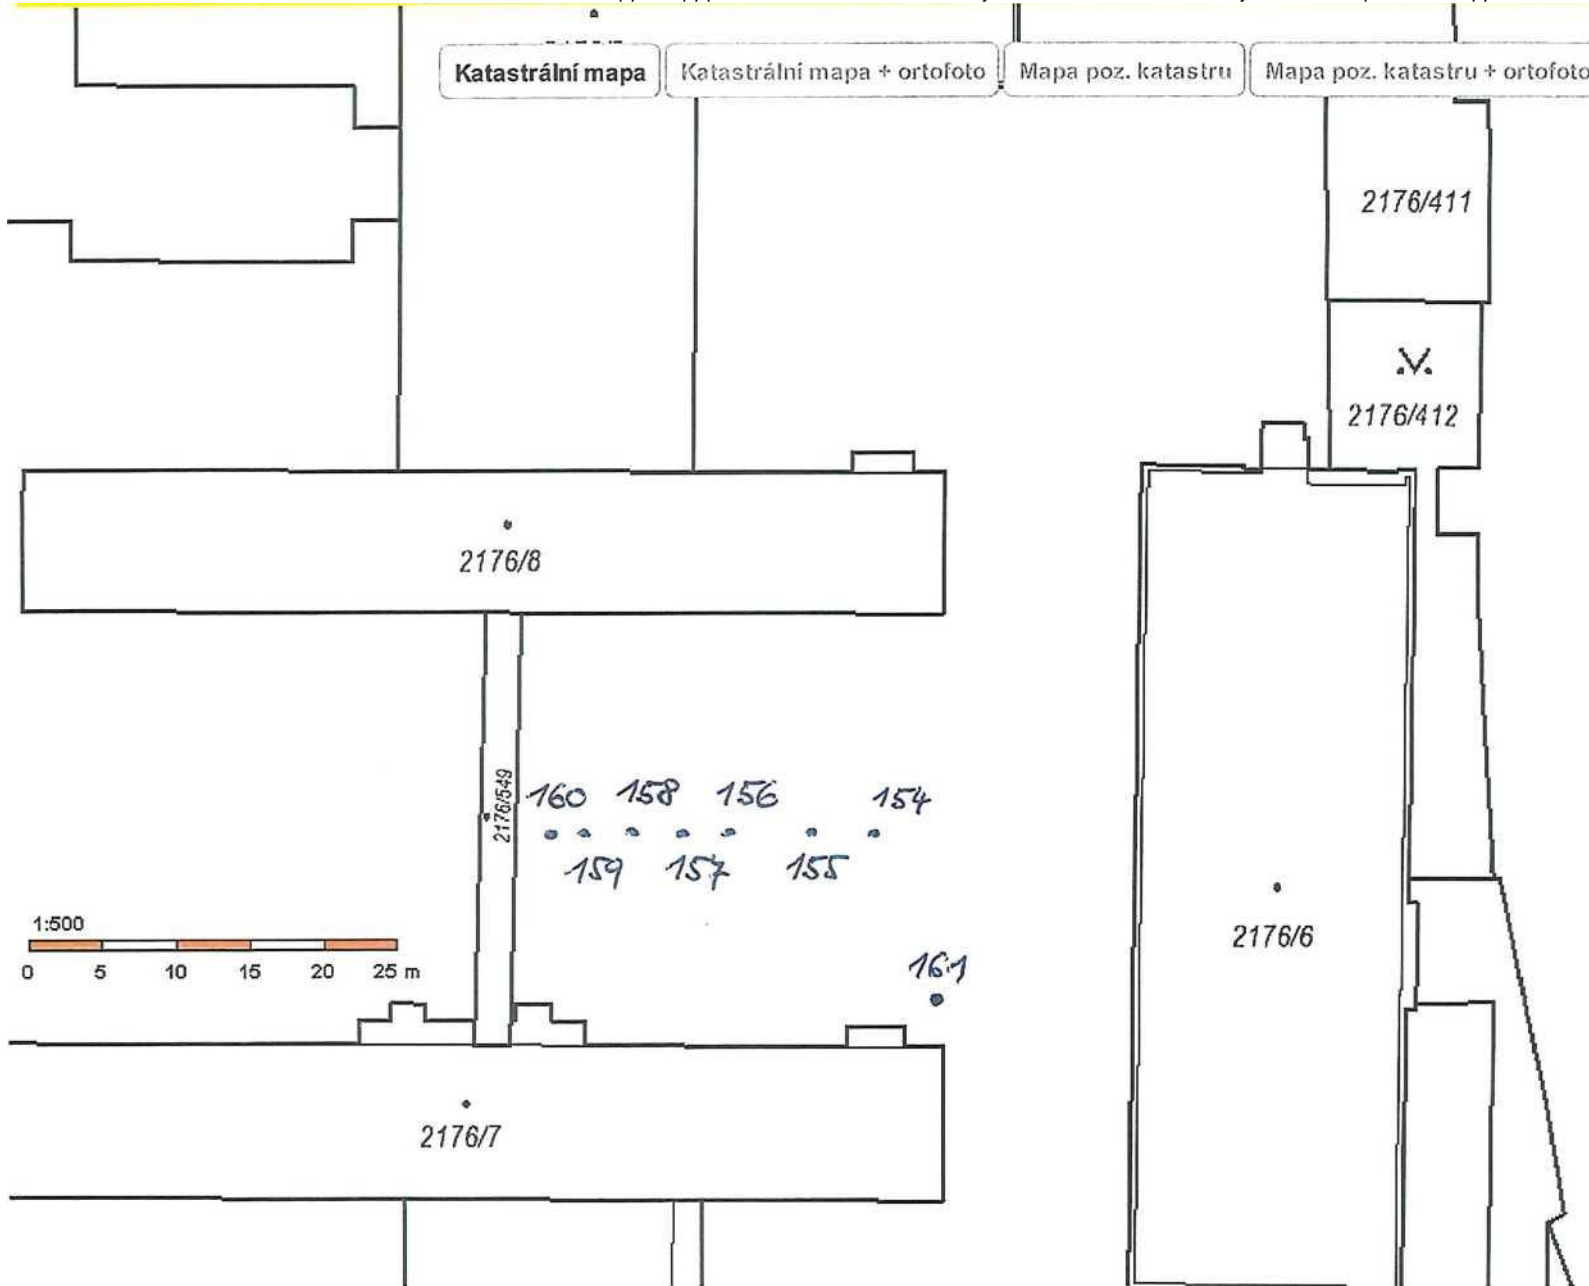 Katastrální mapa
Katastrální mapa + ortofoto
Mapa poz. katastru
Mapa poz. katastru + ortofoto
2176/411
2176/412
2176/8
2176/549
160 158 156 154
159 157 155
1:500
0 5 10 15 20 25 m
2176/6
161
2176/7